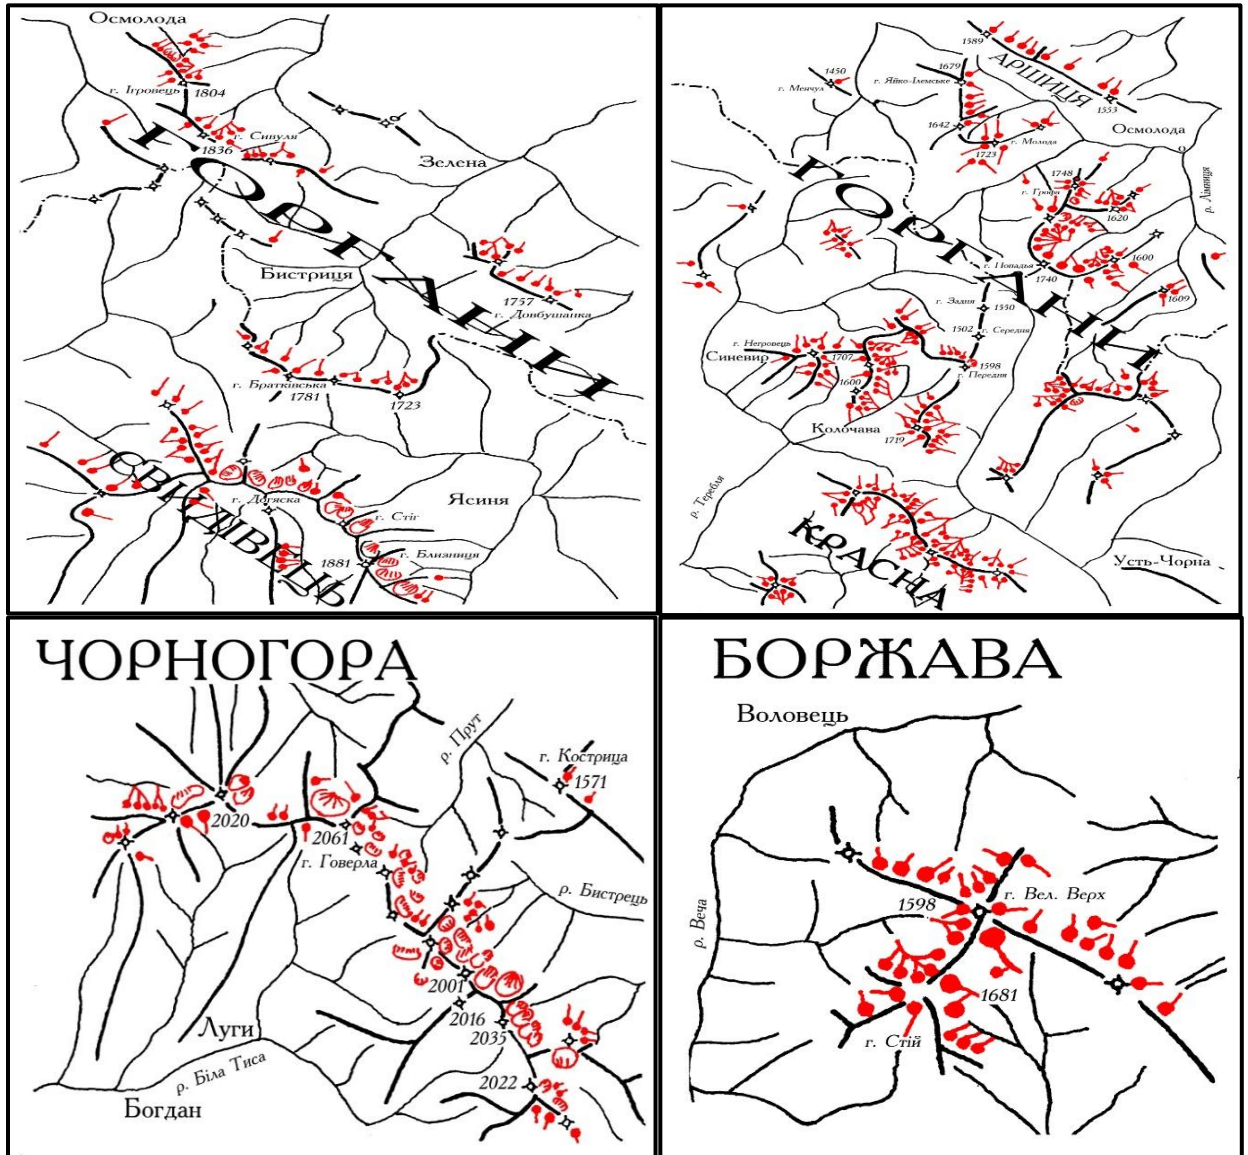 Осмолода
г. Ігровець
1804
г. Сивуля
1836
Зелена
ГОРГАНИ
Бистриця
1757
г. Довбушанка
г. Братківська
1781
1723
СВИДІВЕЦЬ
г. Догяска
Ясиня
г. Стіг
г. Близниця
1881
1589
АРШИЦЯ
1553
1450
г. Менчул
1679
г. Яйко-Ілемське
1642
г. Молода
1723
Осмолода
р. Лімниця
1748
г. Грофа
1620
ГОРГАНИ
г. Попадья
1740
1600
1609
г. Задня
1550
1502
г. Середня
1598
г. Передня
г. Негровець
Синевир
1707
1600
Колочава
1719
р. Теребля
КРАСНА
Усть-Чорна
ЧОРНОГОРА
р. Прут
г. Кострица
1571
2020
2061
г. Говерла
р. Бистрець
2001
2016
2035
2022
Луги
р. Біла Тиса
Богдан
БОРЖАВА
Воловець
р. Веча
1598
г. Вел. Верх
1681
г. Стій